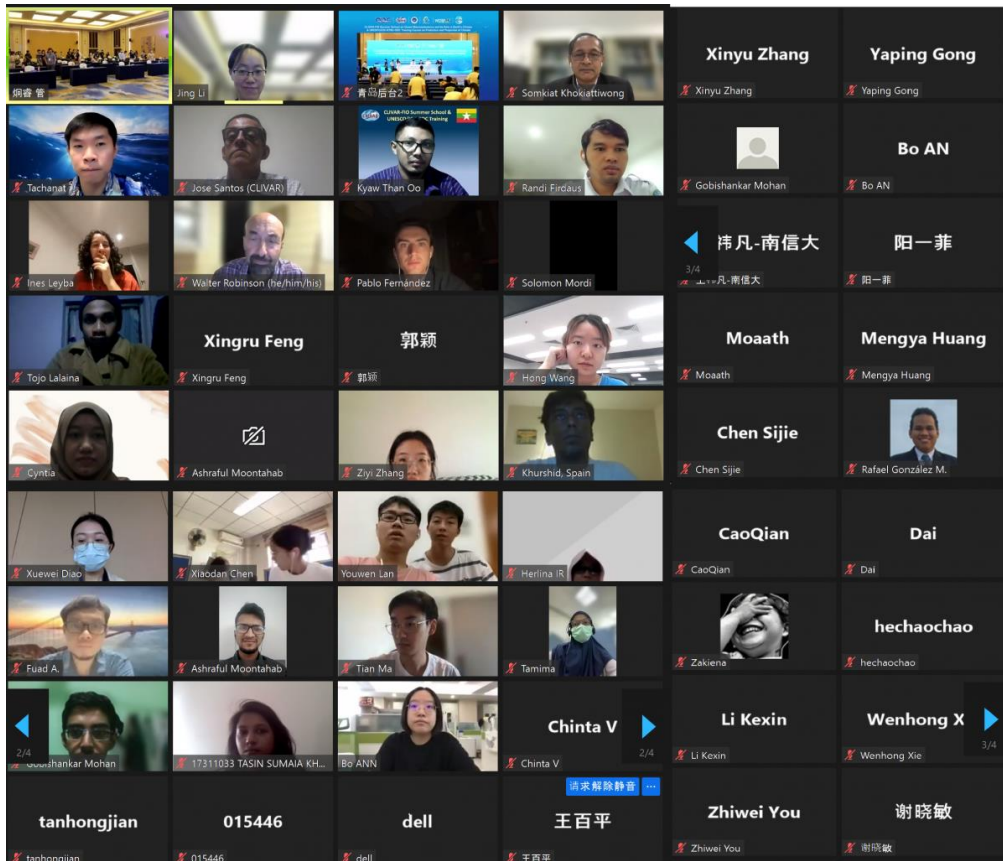 炯睿 管
Jing Li
青岛后台2
Somkiat Khokiattiwong
Xinyu Zhang
Xinyu Zhang
Yaping Gong
Yaping Gong
Tachanat
Jose Santos (CLIVAR)
CLIVAR-FIO Summer School &
Kyaw Than Oo
Randi Firdaus
Gobishankar Mohan
Bo AN
Bo AN
Ines Leyba
Walter Robinson (he/him/his)
Pablo Fernández
Solomon Mordi
3/4
祎凡-南信大
凡-南信大
阳一菲
阳一菲
Tojo Lalaina
Xingru Feng
Xingru Feng
郭颖
郭颖
Hong Wang
Moaath
Moaath
Mengya Huang
Mengya Huang
Cyntia
Ashraful Moontahab
Ziyi Zhang
Khurshid, Spain
Chen Sijie
Chen Sijie
Rafael González M.
Xuewei Diao
Xiaodan Chen
Youwen Lan
Herlina IR
CaoQian
CaoQian
Dai
Dai
Fuad A.
Ashraful Moontahab
Tian Ma
Tamima
Zakiena
hechaochao
hechaochao
2/4
Gobishankar Mohan
17311033 TASIN SUMAIA KH...
Bo ANN
Chinta V
Chinta V
2/4
Li Kexin
Li Kexin
Wenhong X
Wenhong Xie
3/4
tanhongjian
tanhongjian
015446
015446
dell
dell
请求解除静音 ...
王百平
王百平
Zhiwei You
Zhiwei You
谢晓敏
谢晓敏